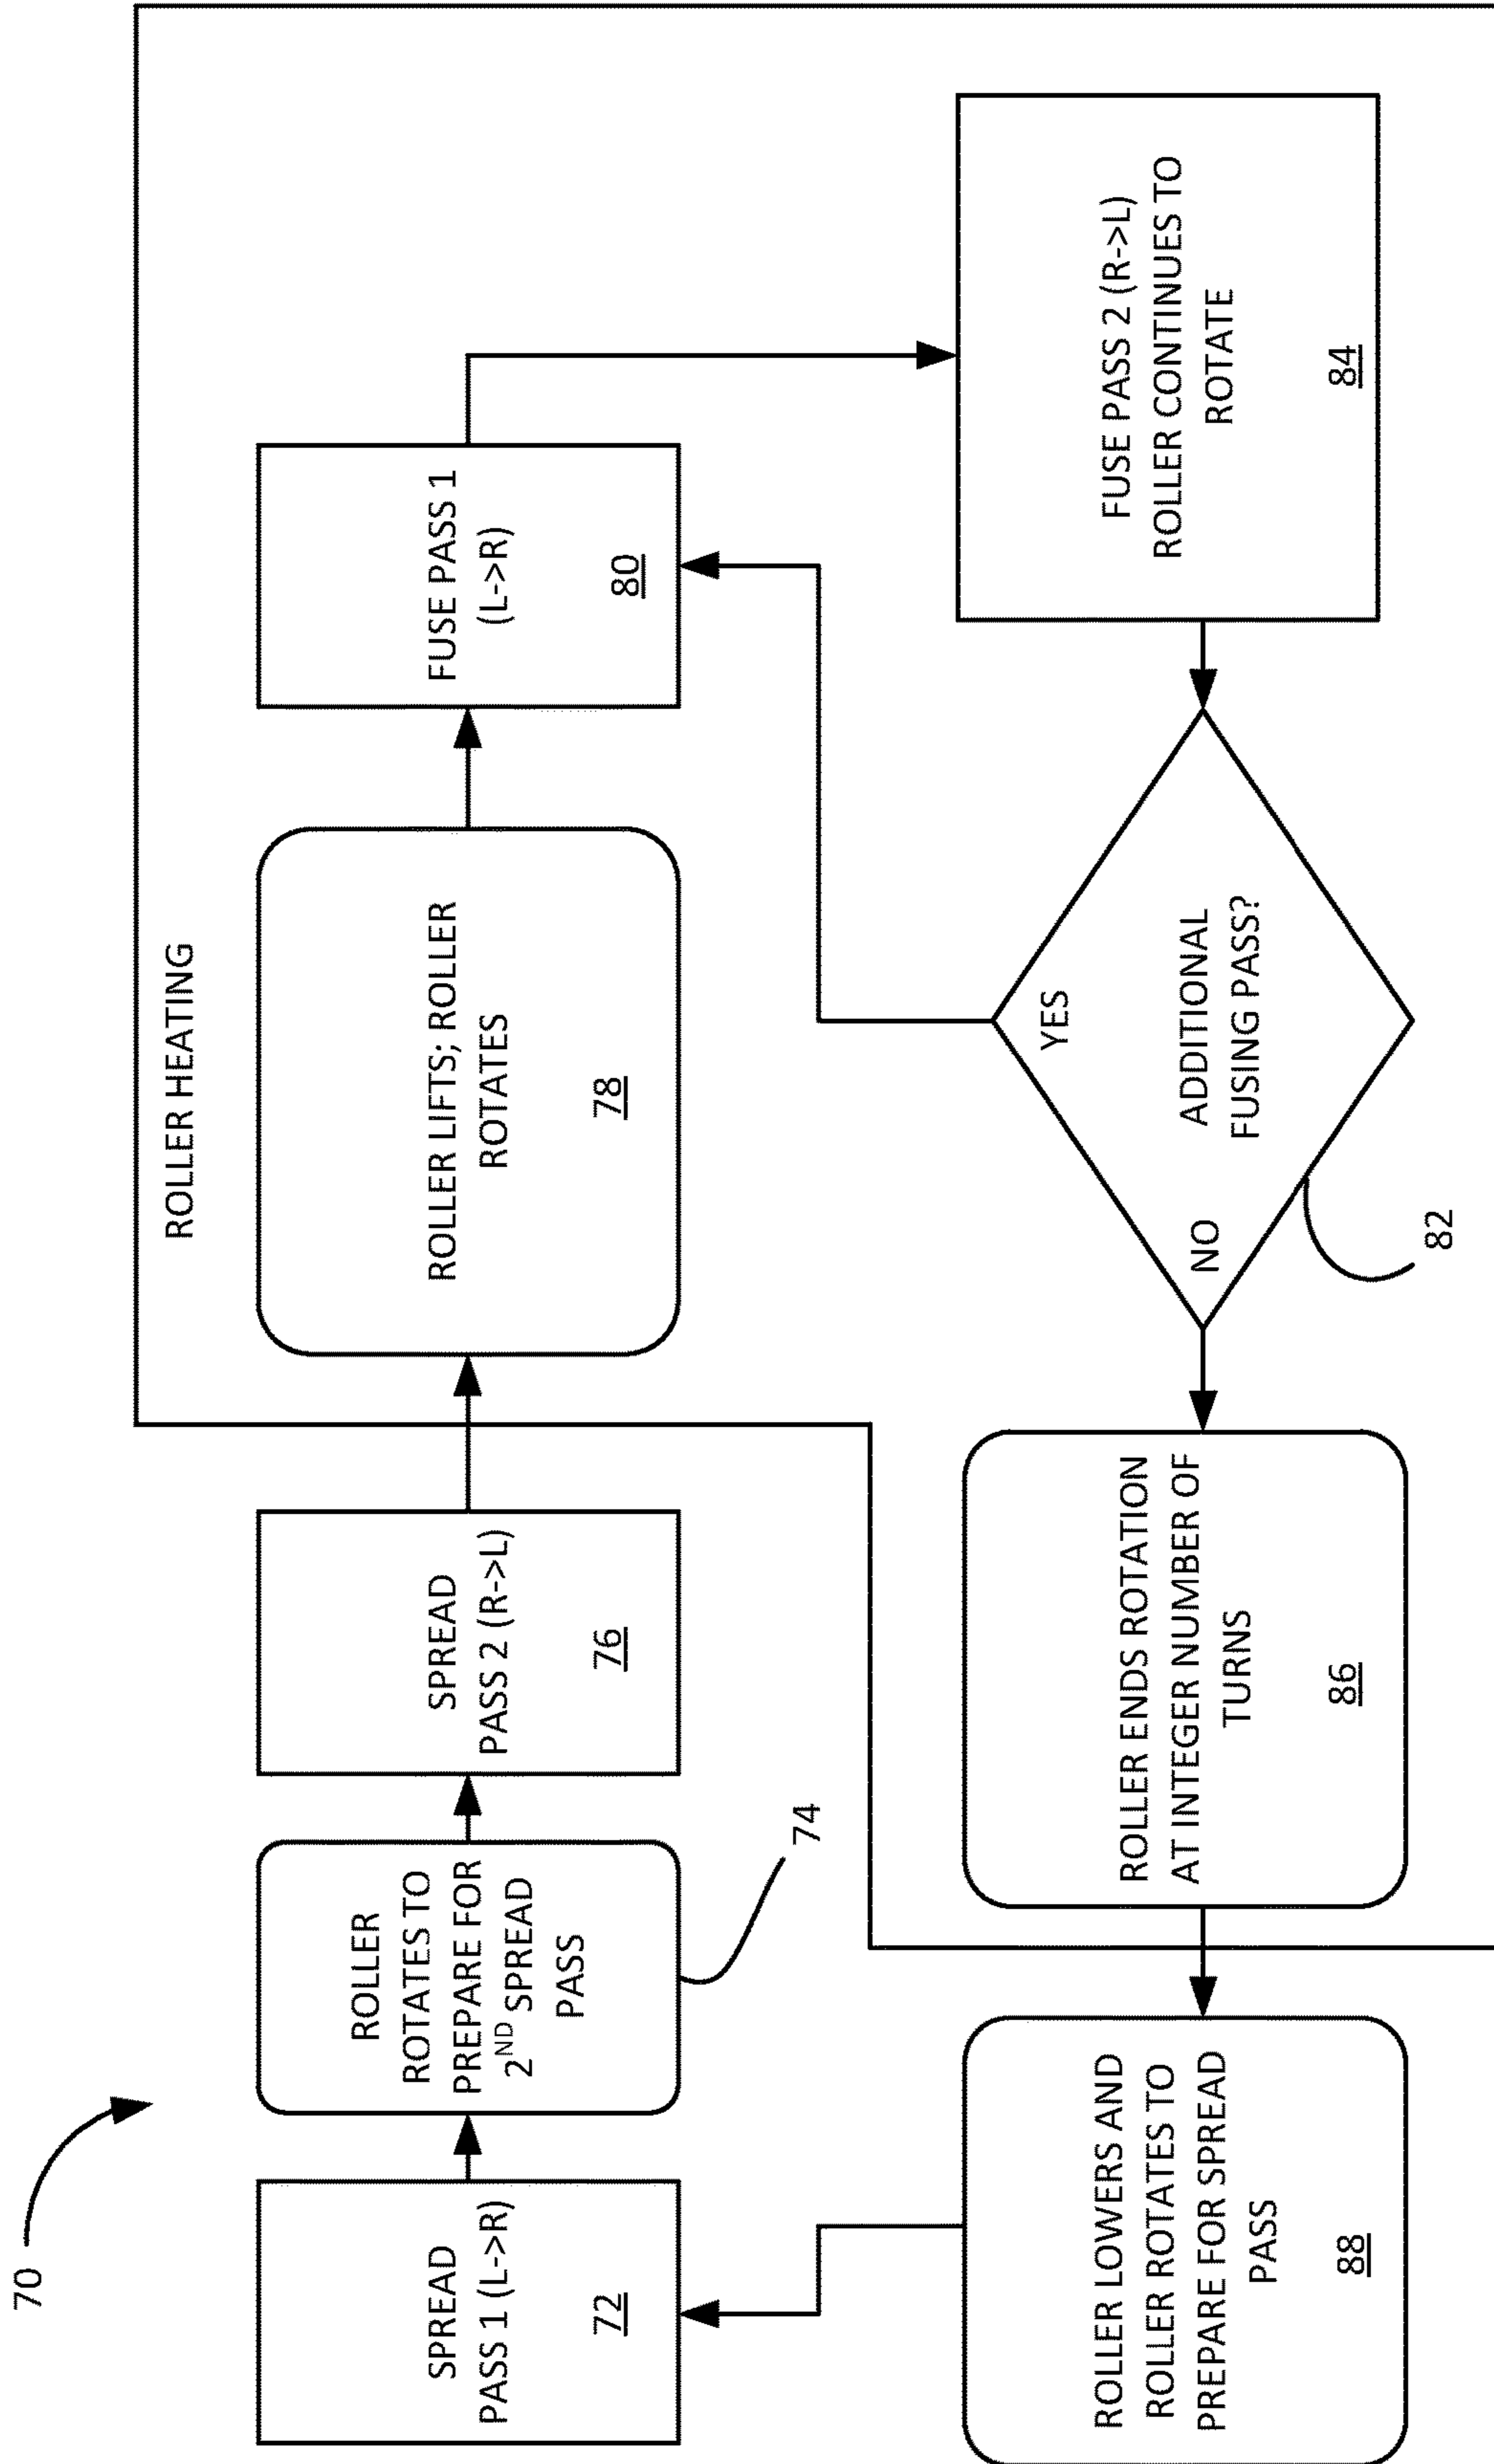 70
SPREAD
PASS 1 (L->R)
72
ROLLER
ROTATES TO
PREPARE FOR
2ND SPREAD
PASS
74
SPREAD
PASS 2 (R->L)
76
ROLLER HEATING
ROLLER LIFTS; ROLLER
ROTATES
78
FUSE PASS 1
(L->R)
80
FUSE PASS 2 (R->L)
ROLLER CONTINUES TO
ROTATE
84
YES
ADDITIONAL
FUSING PASS?
NO
82
ROLLER ENDS ROTATION
AT INTEGER NUMBER OF
TURNS
86
ROLLER LOWERS AND
ROLLER ROTATES TO
PREPARE FOR SPREAD
PASS
88